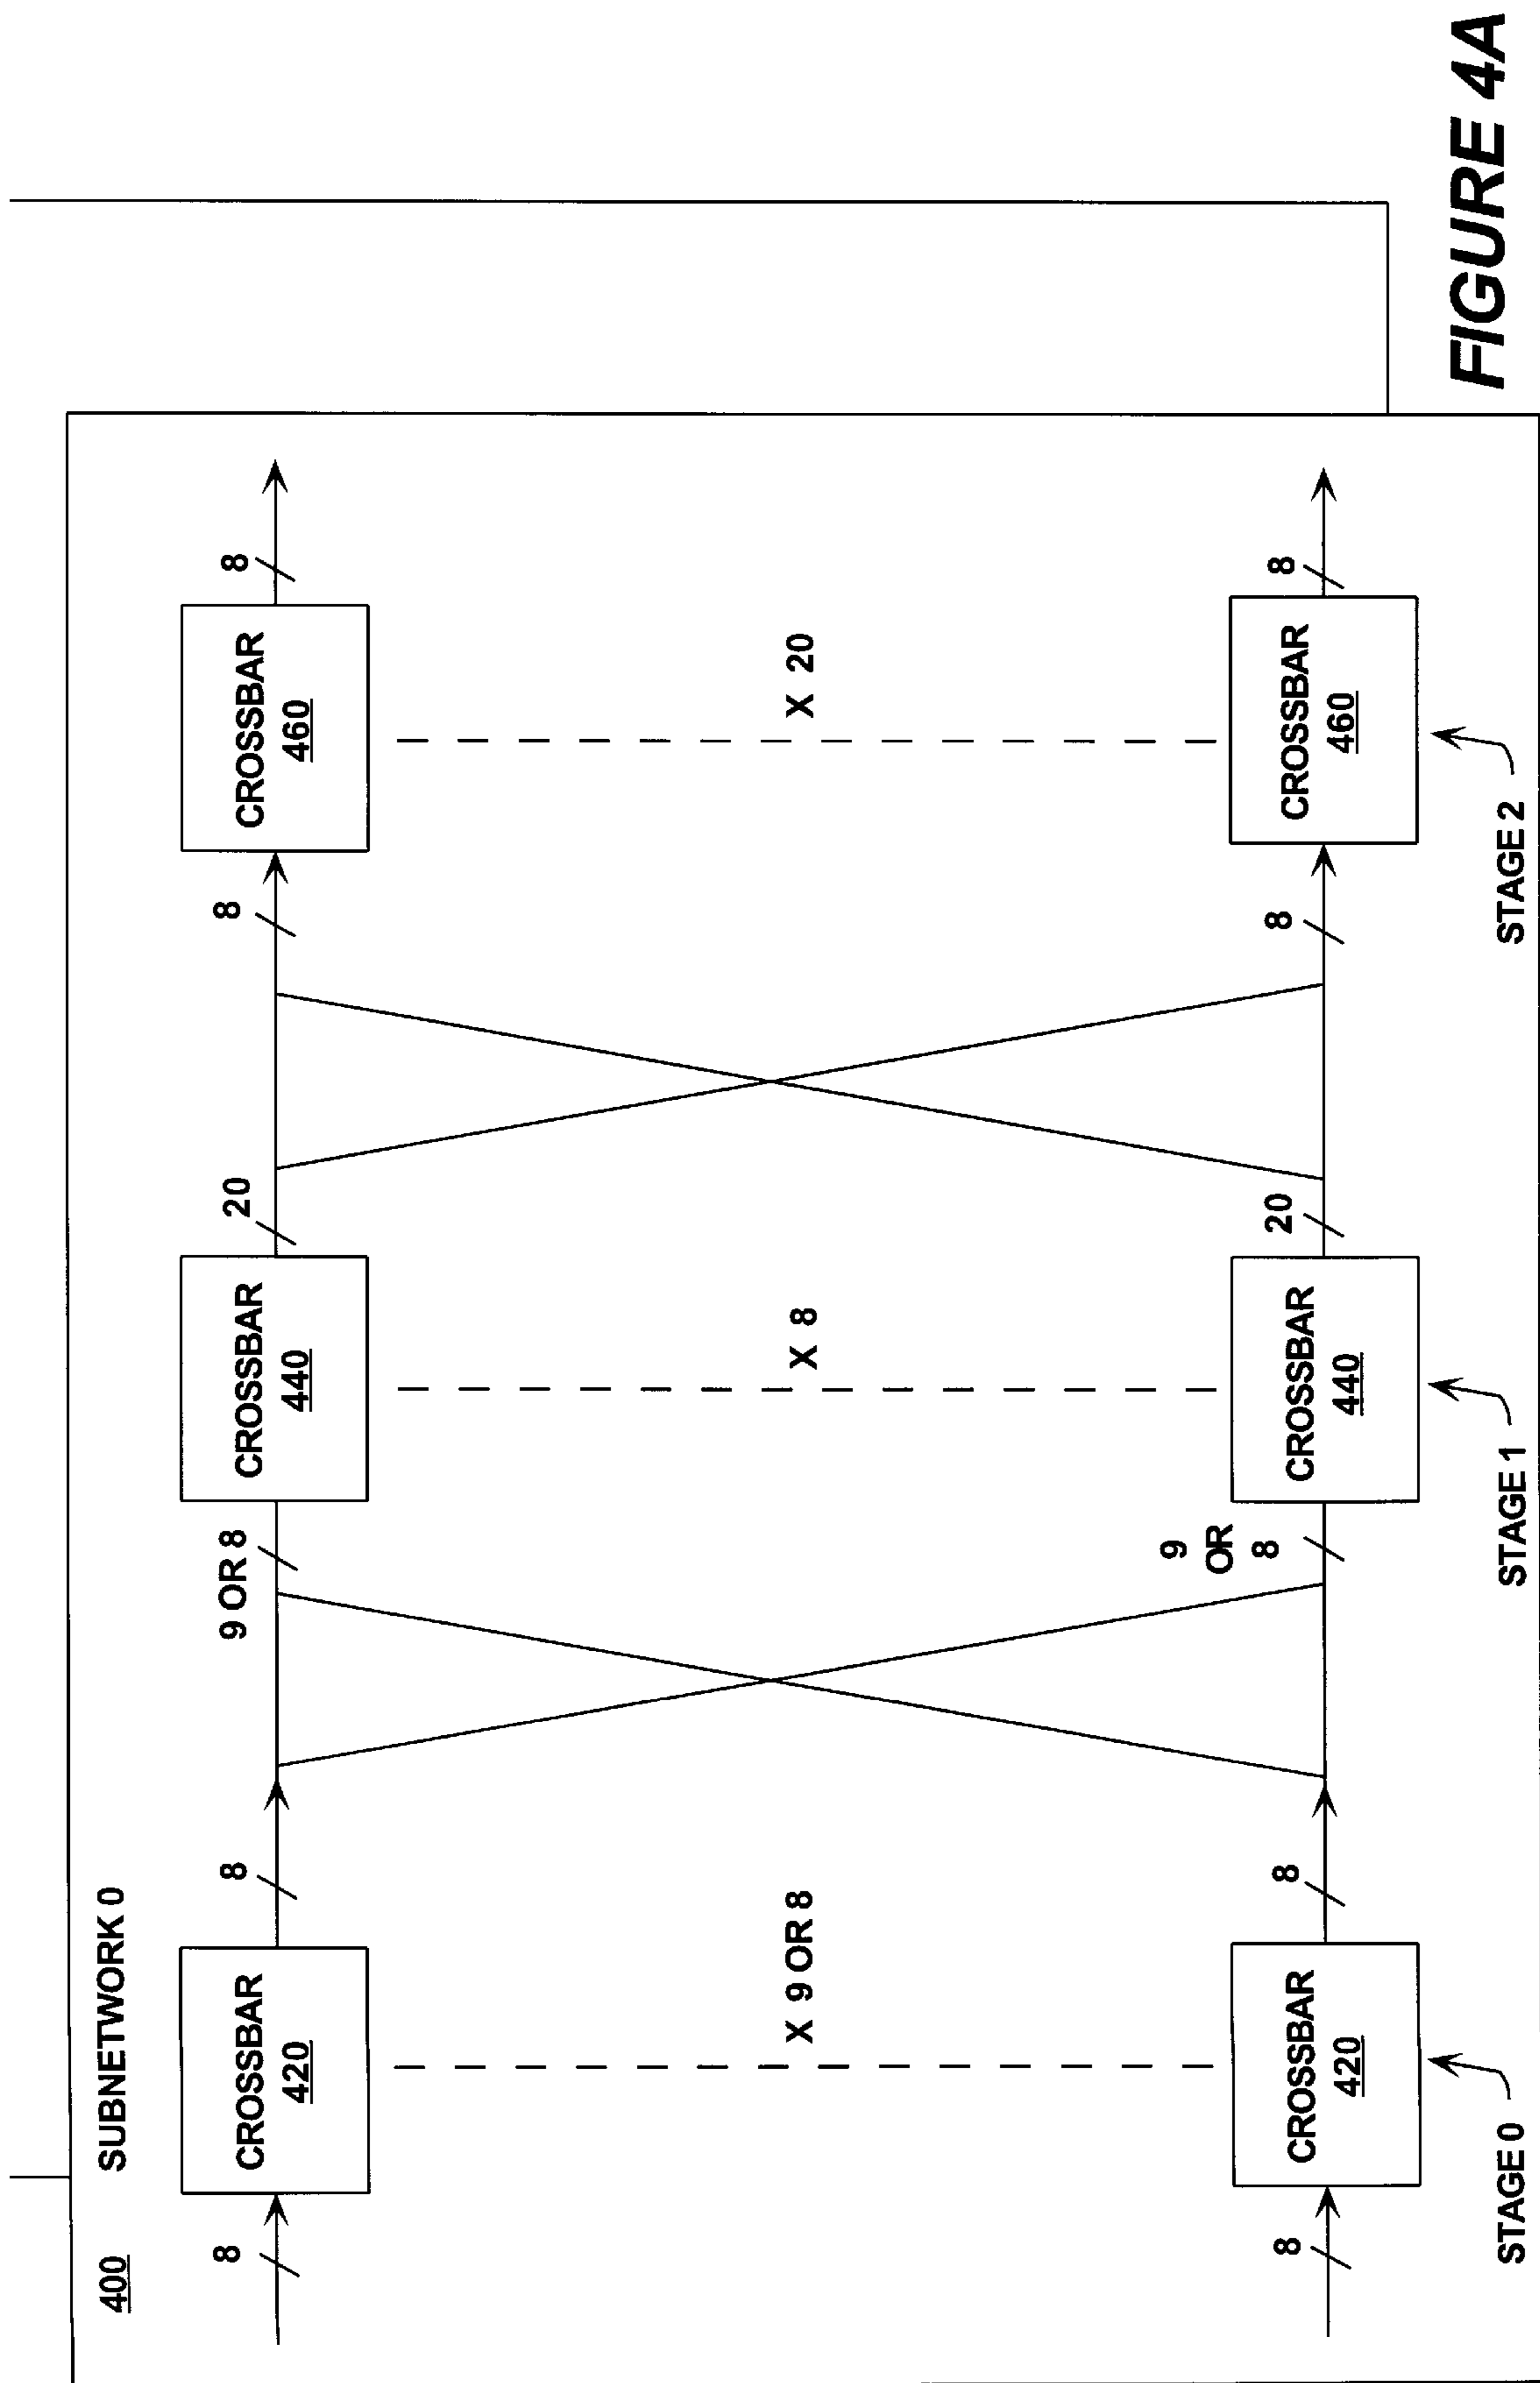 400 SUBNETWORK 0
8
CROSSBAR
420
8
9 OR 8
CROSSBAR
440
20
8
CROSSBAR
460
8
X 9 OR 8
X 8
X 20
8
CROSSBAR
420
8
9
OR
8
CROSSBAR
440
20
8
CROSSBAR
460
8
STAGE 0
STAGE 1
STAGE 2
FIGURE 4A